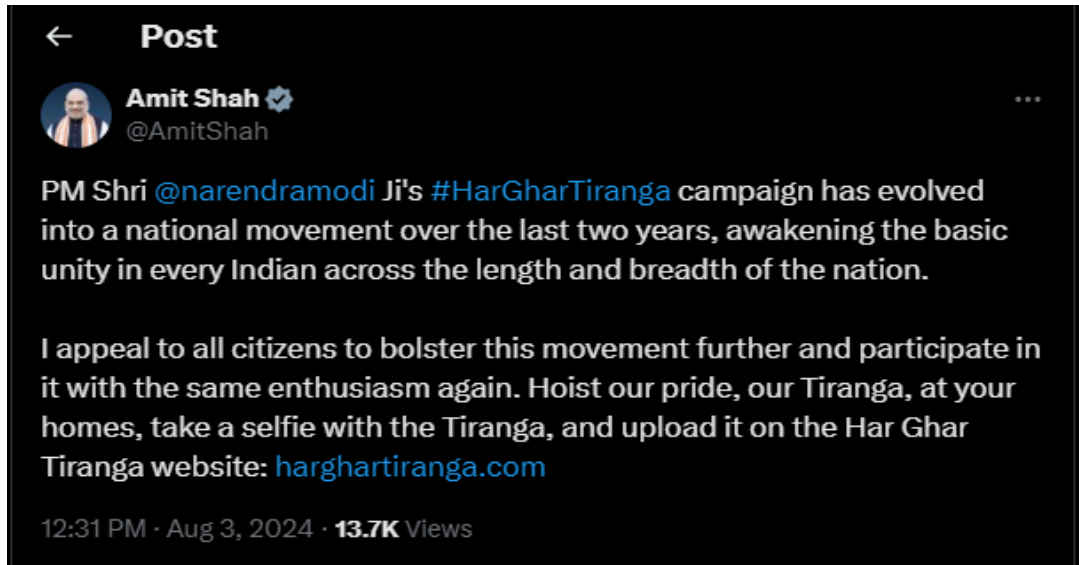 Post
Amit Shah
@AmitShah
PM Shri @narendramodi Ji's #HarGharTiranga campaign has evolved
into a national movement over the last two years, awakening the basic
unity in every Indian across the length and breadth of the nation.
I appeal to all citizens to bolster this movement further and participate in
it with the same enthusiasm again. Hoist our pride, our Tiranga, at your
homes, take a selfie with the Tiranga, and upload it on the Har Ghar
Tiranga website: harghartiranga.com
12:31 PM · Aug 3, 2024 · 13.7K Views